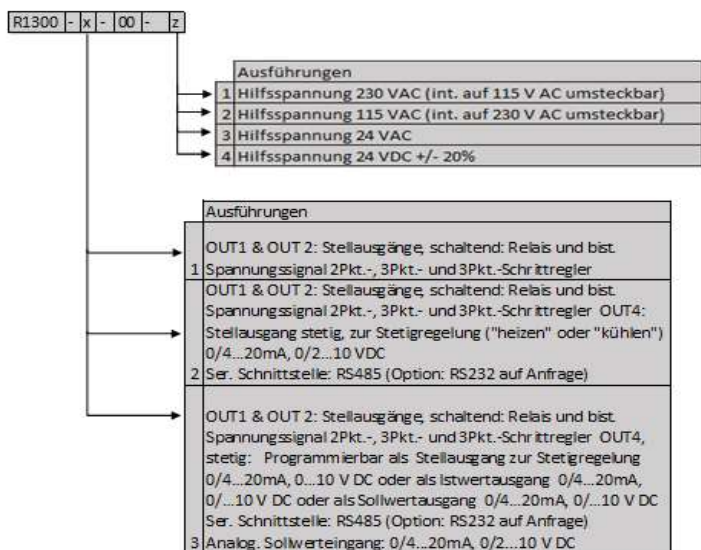 R1300 - x - 00 - z
Ausführungen
1 Hilfsspannung 230 VAC (int. auf 115 V AC umsteckbar)
2 Hilfsspannung 115 VAC (int. auf 230 V AC umsteckbar)
3 Hilfsspannung 24 VAC
4 Hilfsspannung 24 VDC +/- 20%
Ausführungen
OUT1 & OUT 2: Stellausgänge, schaltend: Relais und bist.
1 Spannungssignal 2Pkt.-, 3Pkt.- und 3Pkt.-Schrittregler
OUT1 & OUT 2: Stellausgänge, schaltend: Relais und bist.
Spannungssignal 2Pkt.-, 3Pkt.- und 3Pkt.-Schrittregler OUT4:
Stellausgang stetig, zur Stetigregelung ("heizen" oder "kühlen")
0/4...20mA, 0/2...10 VDC
2 Ser. Schnittstelle: RS485 (Option: RS232 auf Anfrage)
OUT1 & OUT 2: Stellausgänge, schaltend: Relais und bist.
Spannungssignal 2Pkt.-, 3Pkt.- und 3Pkt.-Schrittregler OUT4,
stetig: Programmierbar als Stellausgang zur Stetigregelung
0/4...20mA, 0...10 V DC oder als Istwertausgang 0/4...20mA,
0/...10 V DC oder als Sollwertausgang 0/4...20mA, 0/...10 V DC
Ser. Schnittstelle: RS485 (Option: RS232 auf Anfrage)
3 Analog. Sollwerteingang: 0/4...20mA, 0/2...10 V DC